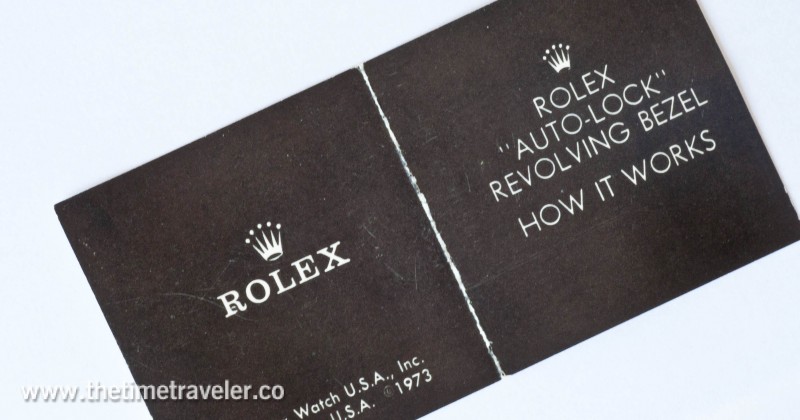 ROLEX
"AUTO-LOCK"
REVOLVING BEZEL
HOW IT WORKS
ROLEX
Watch U.S.A., Inc.
U.S.A. ©1973
www.thetimetraveler.co